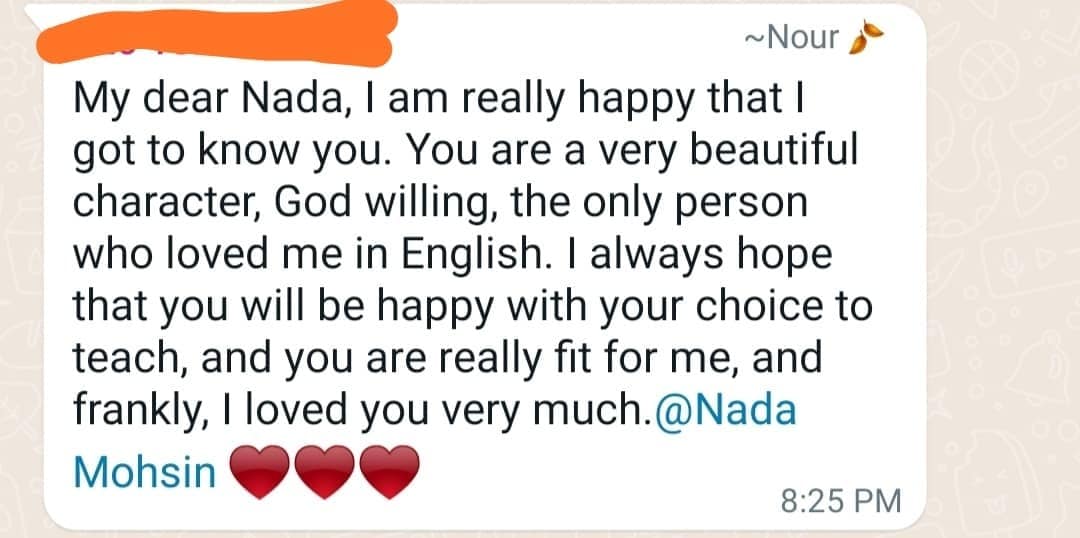 ~Nour
My dear Nada, I am really happy that I
got to know you. You are a very beautiful
character, God willing, the only person
who loved me in English. I always hope
that you will be happy with your choice to
teach, and you are really fit for me, and
frankly, I loved you very much.@Nada
Mohsin ❤❤❤
8:25 PM